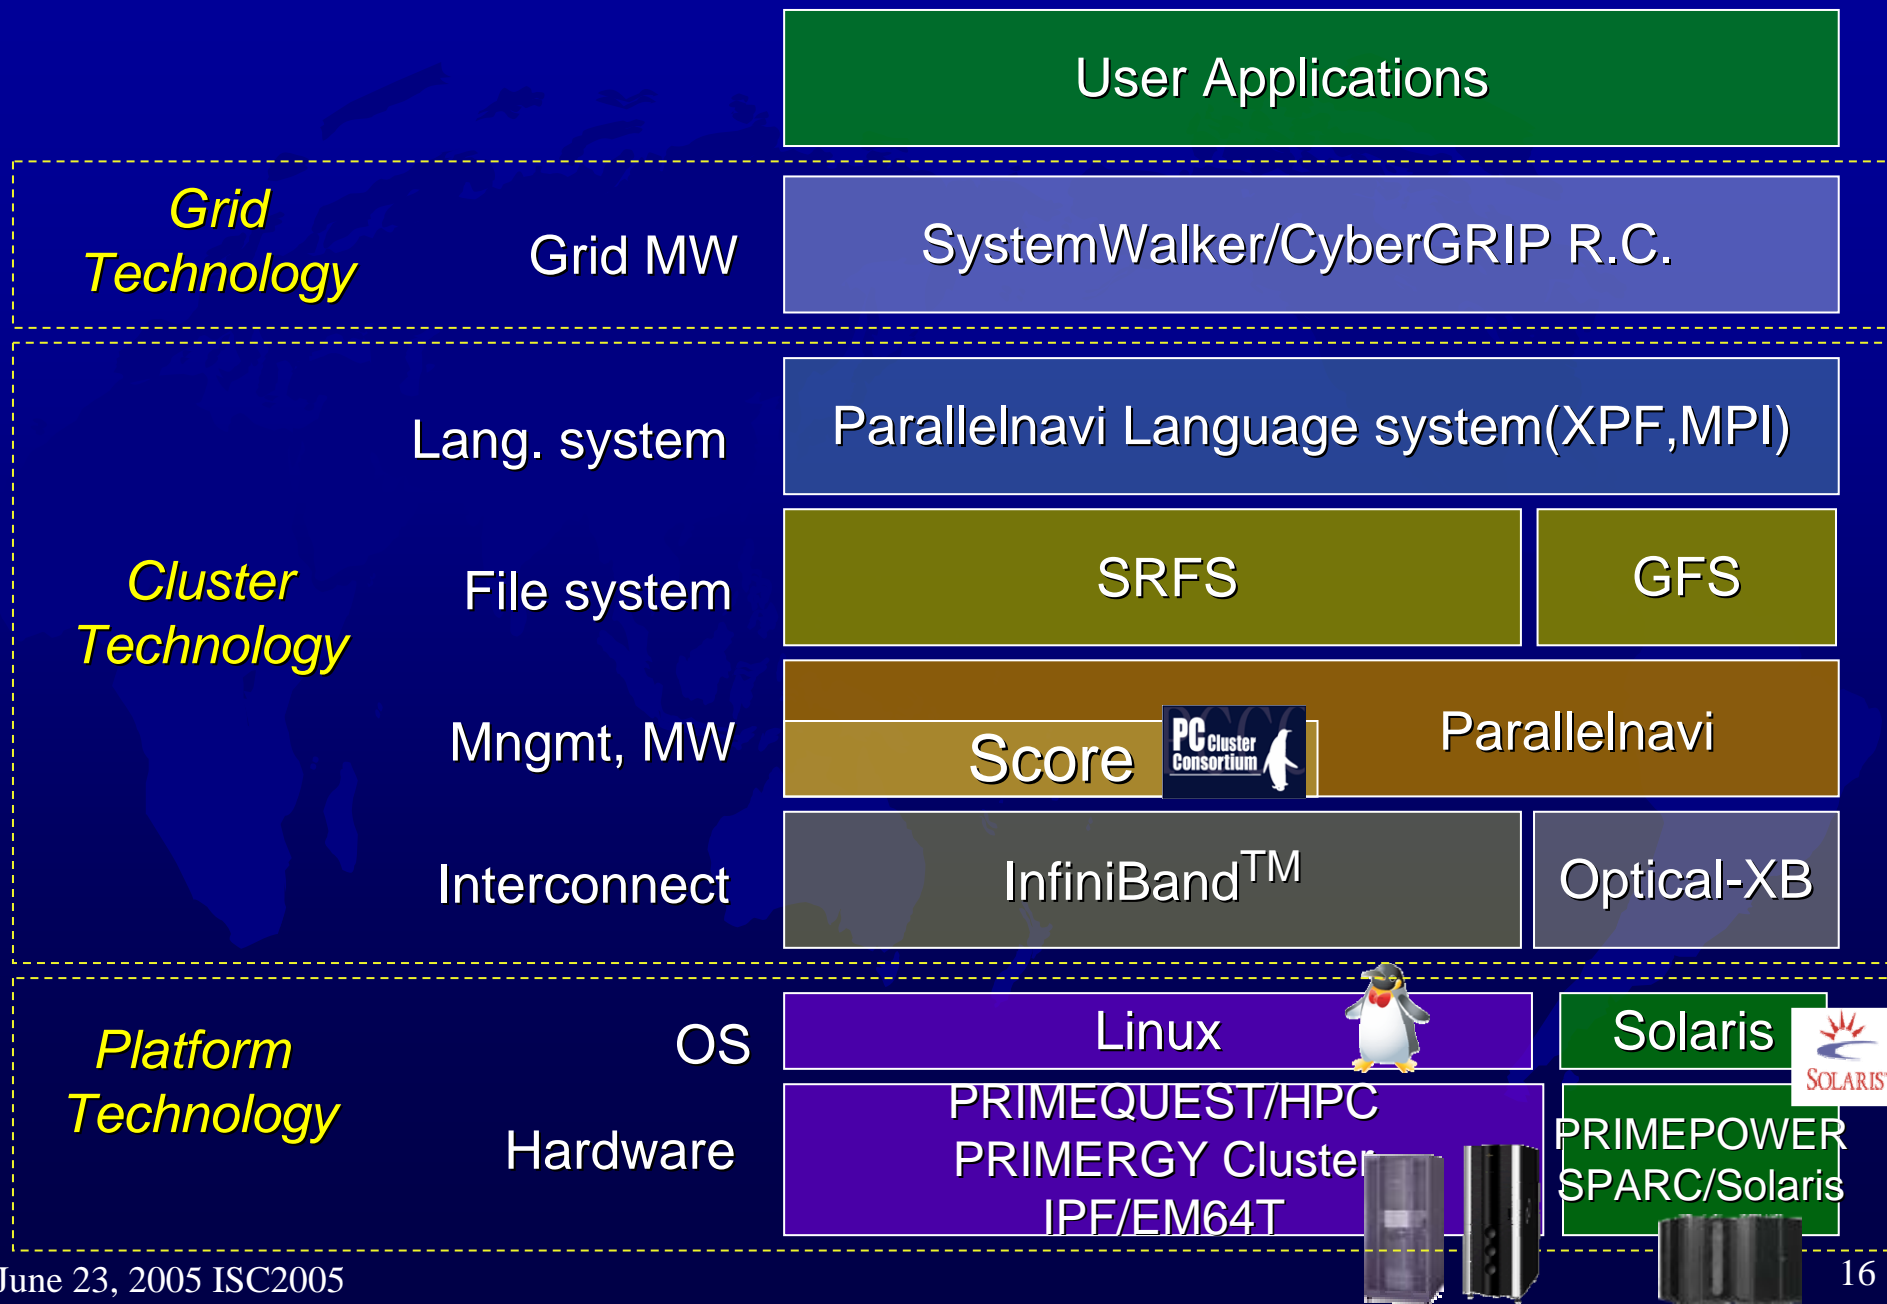 User Applications
Grid
Technology
Grid MW
SystemWalker/CyberGRIP R.C.
Lang. system
Parallelnavi Language system(XPF,MPI)
Cluster
Technology
File system
SRFS
GFS
Mngmt, MW
Score
PC Cluster
Consortium
Parallelnavi
Interconnect
InfiniBandTM
Optical-XB
Platform
Technology
OS
Linux
Solaris
SOLARIS
Hardware
PRIMEQUEST/HPC
PRIMERGY Cluster
IPF/EM64T
PRIMEPOWER
SPARC/Solaris
June 23, 2005 ISC2005
16